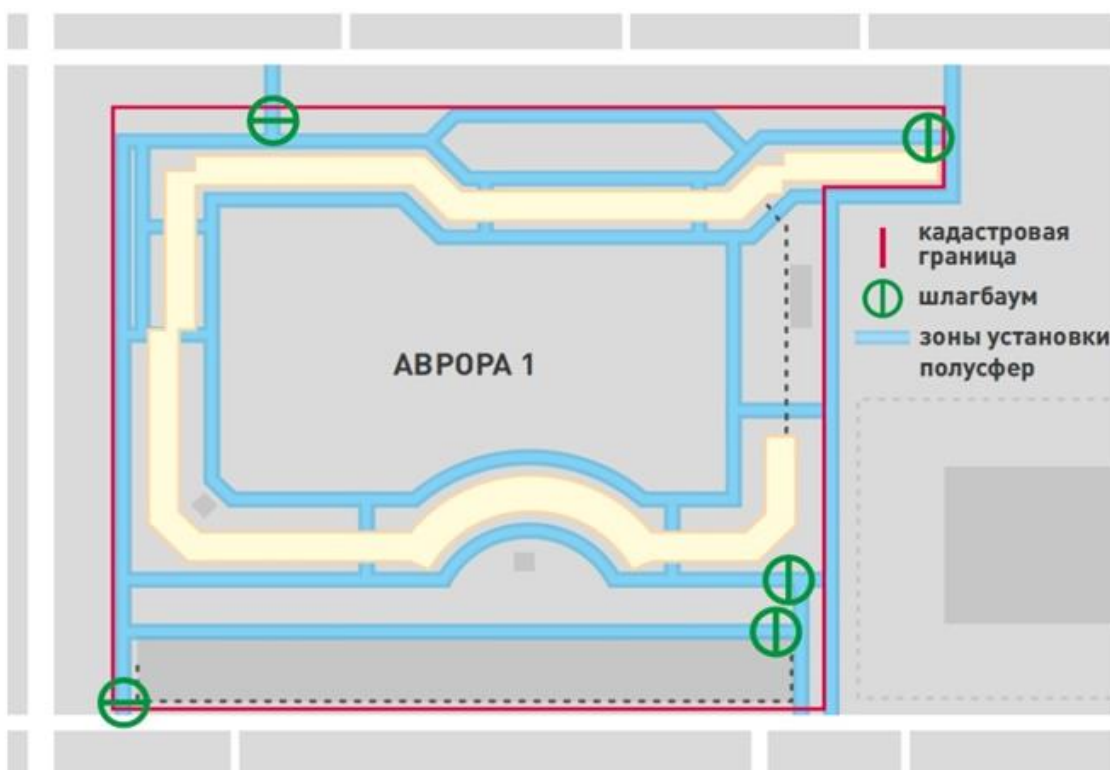 кадастровая
граница
шлагбаум
зоны установки
полусфер
АВРОРА 1